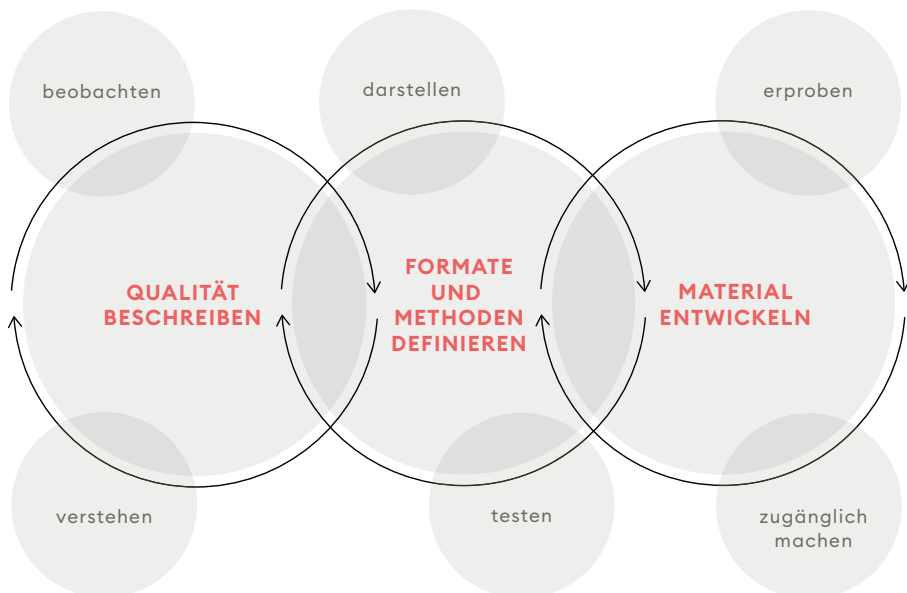 beobachten
darstellen
erproben
QUALITÄT
BESCHREIBEN
FORMATE
UND
METHODEN
DEFINIEREN
MATERIAL
ENTWICKELN
verstehen
testen
zugänglich
machen